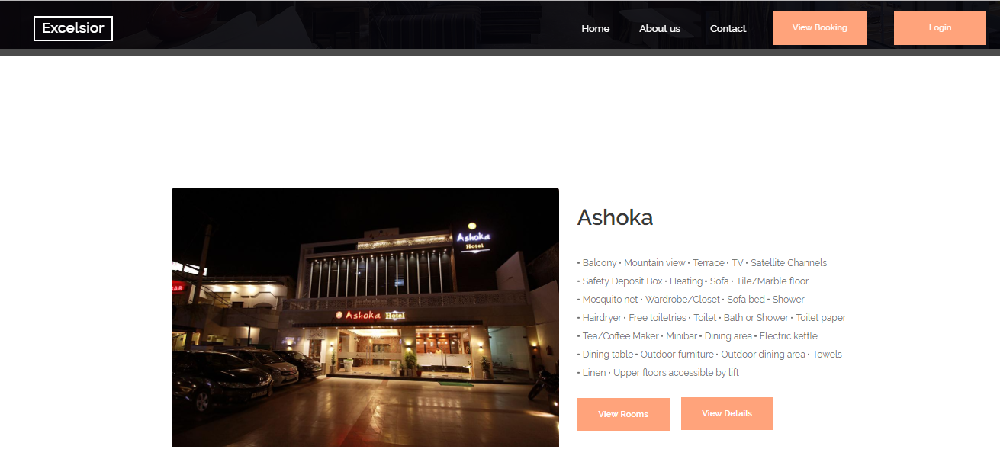 Excelsior
Home
About us
Contact
View Booking
Login
Ashoka
Hotel
BAR
Ashoka Hotel
Ashoka
• Balcony • Mountain view • Terrace • TV • Satellite Channels
• Safety Deposit Box • Heating • Sofa • Tile/Marble floor
• Mosquito net • Wardrobe/Closet • Sofa bed • Shower
• Hairdryer • Free toiletries • Toilet • Bath or Shower • Toilet paper
• Tea/Coffee Maker • Minibar • Dining area • Electric kettle
• Dining table • Outdoor furniture • Outdoor dining area • Towels
• Linen • Upper floors accessible by lift
View Rooms
View Details